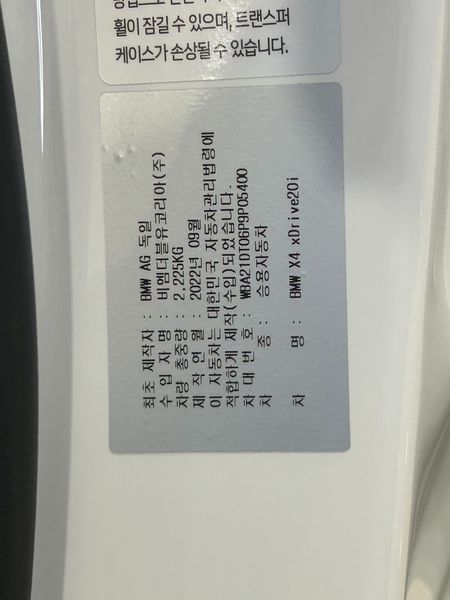 휠이 잠길 수 있으며, 트랜스퍼
케이스가 손상될 수 있습니다.
최초 제작자 : BMW AG 독일
수 입 자 명 : 비엠더블유코리아(주)
차량 총중량 : 2,225KG
제 작 연 월 : 2022년 09월
이 자동차는 대한민국 자동차관리법령에
적합하게 제작(수입)되었습니다.
차 대 번 호 : WBA21DT06P9P05400
차 종 : 승용자동차
차 명 : BMW X4 xDrive20i